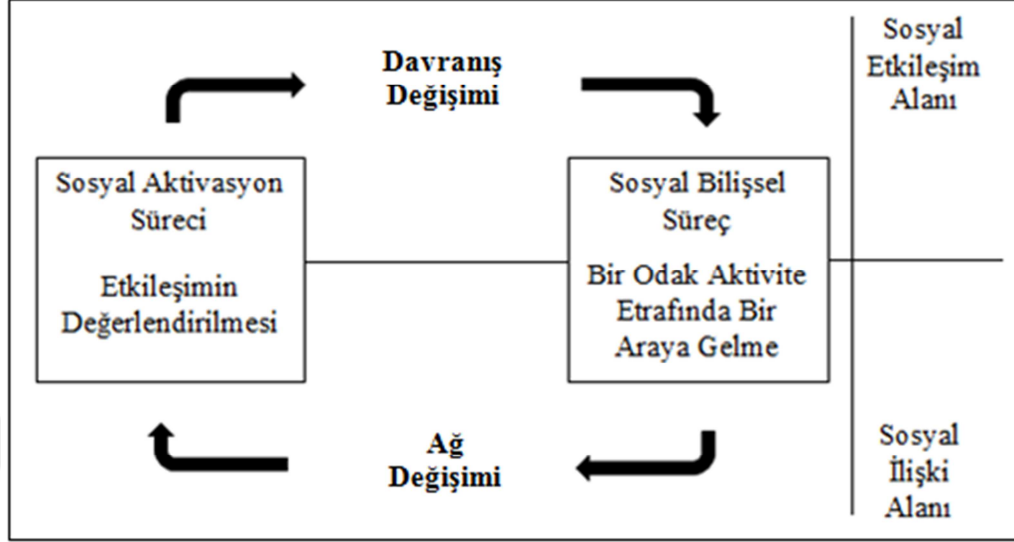 Davranış
Değişimi
Sosyal
Etkileşim
Alanı
Sosyal Aktivasyon
Süreci
Etkileşimin
Değerlendirilmesi
Sosyal Bilişsel
Süreç
Bir Odak Aktivite
Etrafında Bir
Araya Gelme
Ağ
Değişimi
Sosyal
İlişki
Alanı